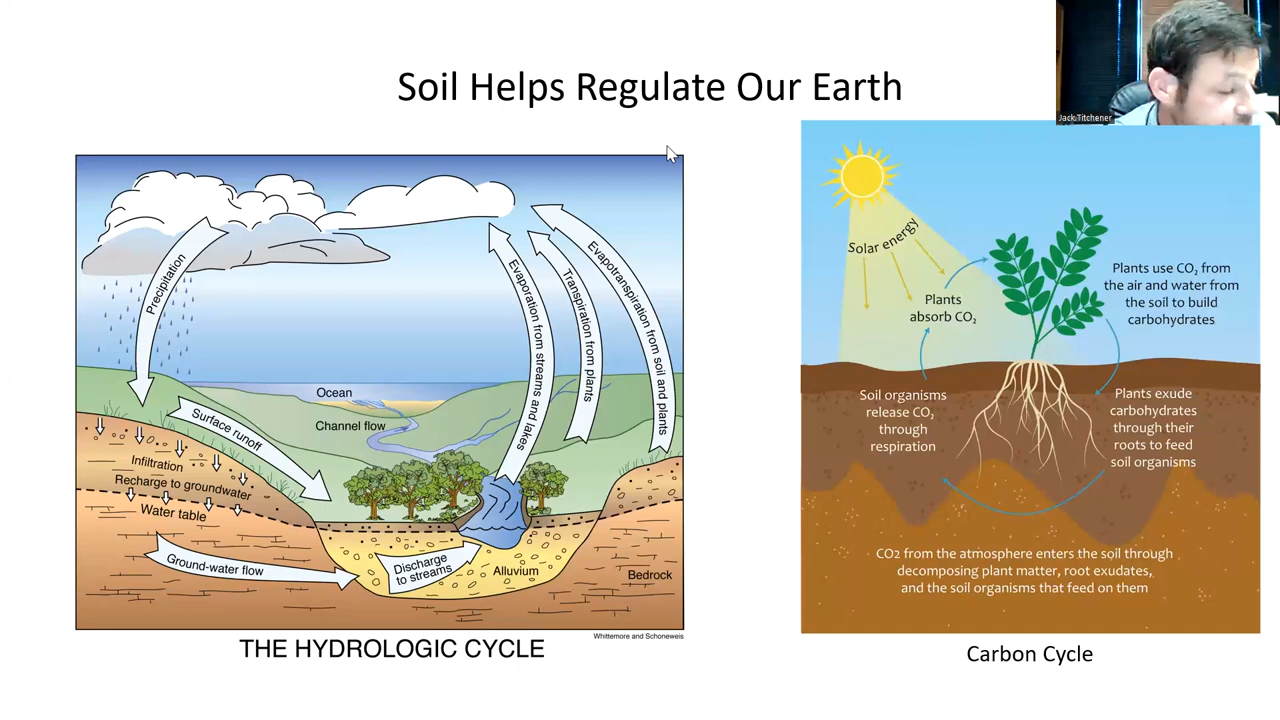 Soil Helps Regulate Our Earth
Jack Titchener
Precipitation
Evaporation from streams and lakes
Transpiration from plants
Evapotranspiration from soil and plants
Ocean
Channel flow
Surface runoff
Infiltration
Recharge to groundwater
Water table
Ground-water flow
Discharge
to streams
Alluvium
Bedrock
Whittemore and Schoneweis
THE HYDROLOGIC CYCLE
Solar energy
Plants
absorb CO₂
Plants use CO₂ from
the air and water from
the soil to build
carbohydrates
Soil organisms
release CO₂
through
respiration
Plants exude
carbohydrates
through their
roots to feed
soil organisms
CO2 from the atmosphere enters the soil through
decomposing plant matter, root exudates,
and the soil organisms that feed on them
Carbon Cycle